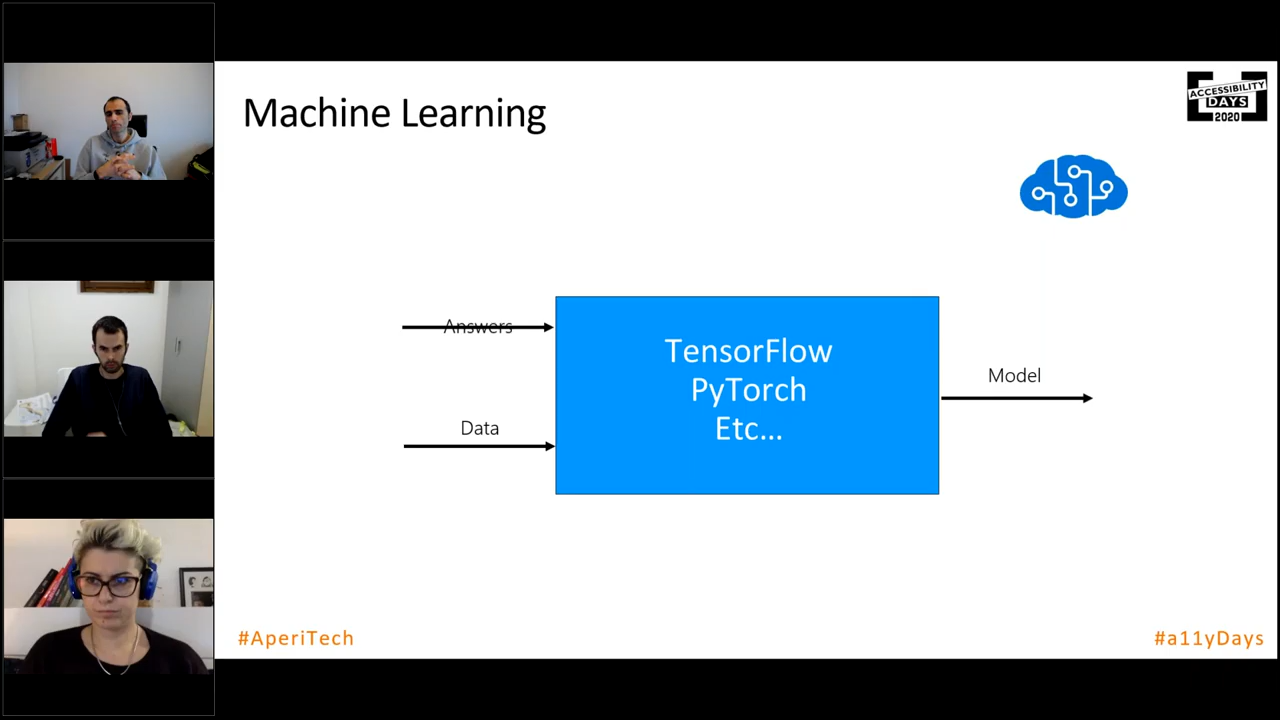 Machine Learning
ACCESSIBILITY
DAYS
2020
Answers
TensorFlow
PyTorch
Etc...
Data
Model
#AperiTech
#a11yDays